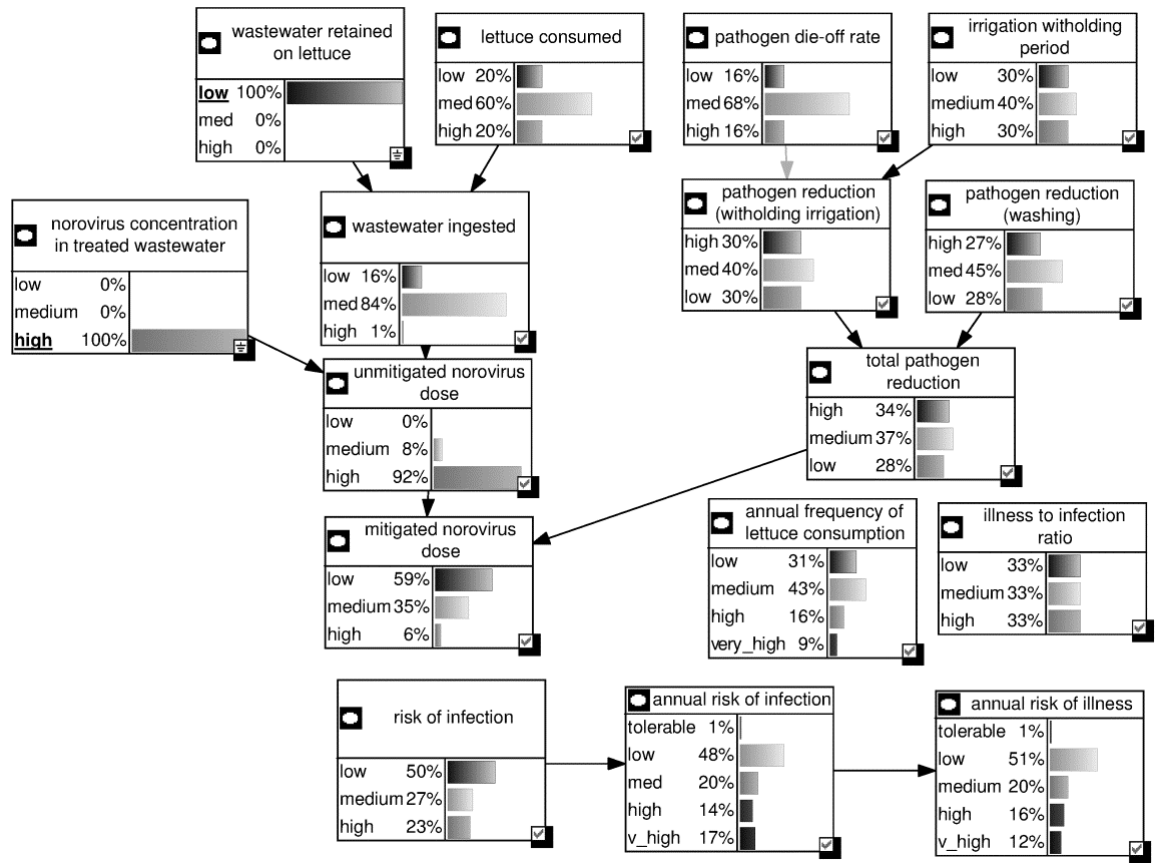 wastewater retained
on lettuce
low 100%
med 0%
high 0%
lettuce consumed
low 20%
med 60%
high 20%
pathogen die-off rate
low 16%
med 68%
high 16%
irrigation witholding
period
low 30%
medium 40%
high 30%
norovirus concentration
in treated wastewater
low 0%
medium 0%
high 100%
wastewater ingested
low 16%
med 84%
high 1%
pathogen reduction
(witholding irrigation)
high 30%
med 40%
low 30%
pathogen reduction
(washing)
high 27%
med 45%
low 28%
unmitigated norovirus
dose
low 0%
medium 8%
high 92%
total pathogen
reduction
high 34%
medium 37%
low 28%
mitigated norovirus
dose
low 59%
medium 35%
high 6%
annual frequency of
lettuce consumption
low 31%
medium 43%
high 16%
very_high 9%
illness to infection
ratio
low 33%
medium 33%
high 33%
risk of infection
low 50%
medium 27%
high 23%
annual risk of infection
tolerable 1%
low 48%
med 20%
high 14%
v_high 17%
annual risk of illness
tolerable 1%
low 51%
medium 20%
high 16%
v_high 12%